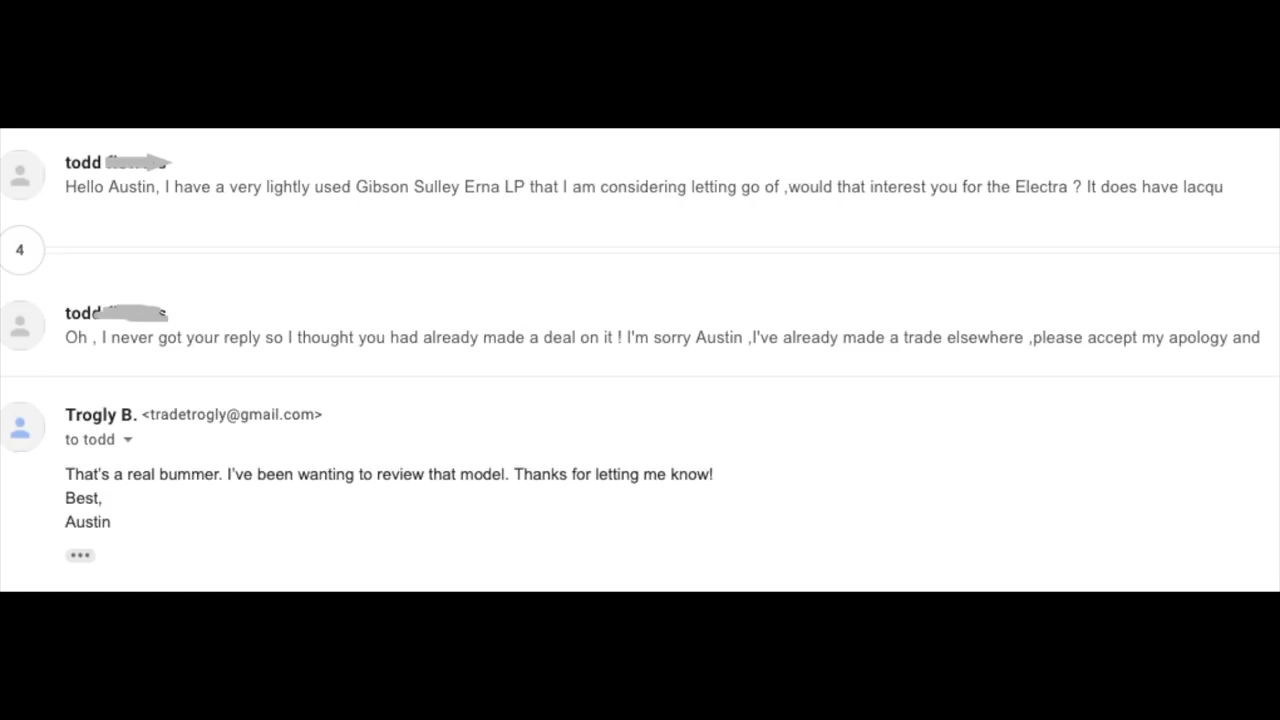 todd
Hello Austin, I have a very lightly used Gibson Sulley Erna LP that I am considering letting go of ,would that interest you for the Electra ? It does have lacqu
4
todd
Oh , I never got your reply so I thought you had already made a deal on it ! I'm sorry Austin ,I've already made a trade elsewhere ,please accept my apology and
Trogly B. <tradetrogly@gmail.com>
to todd
That's a real bummer. I've been wanting to review that model. Thanks for letting me know!
Best,
Austin